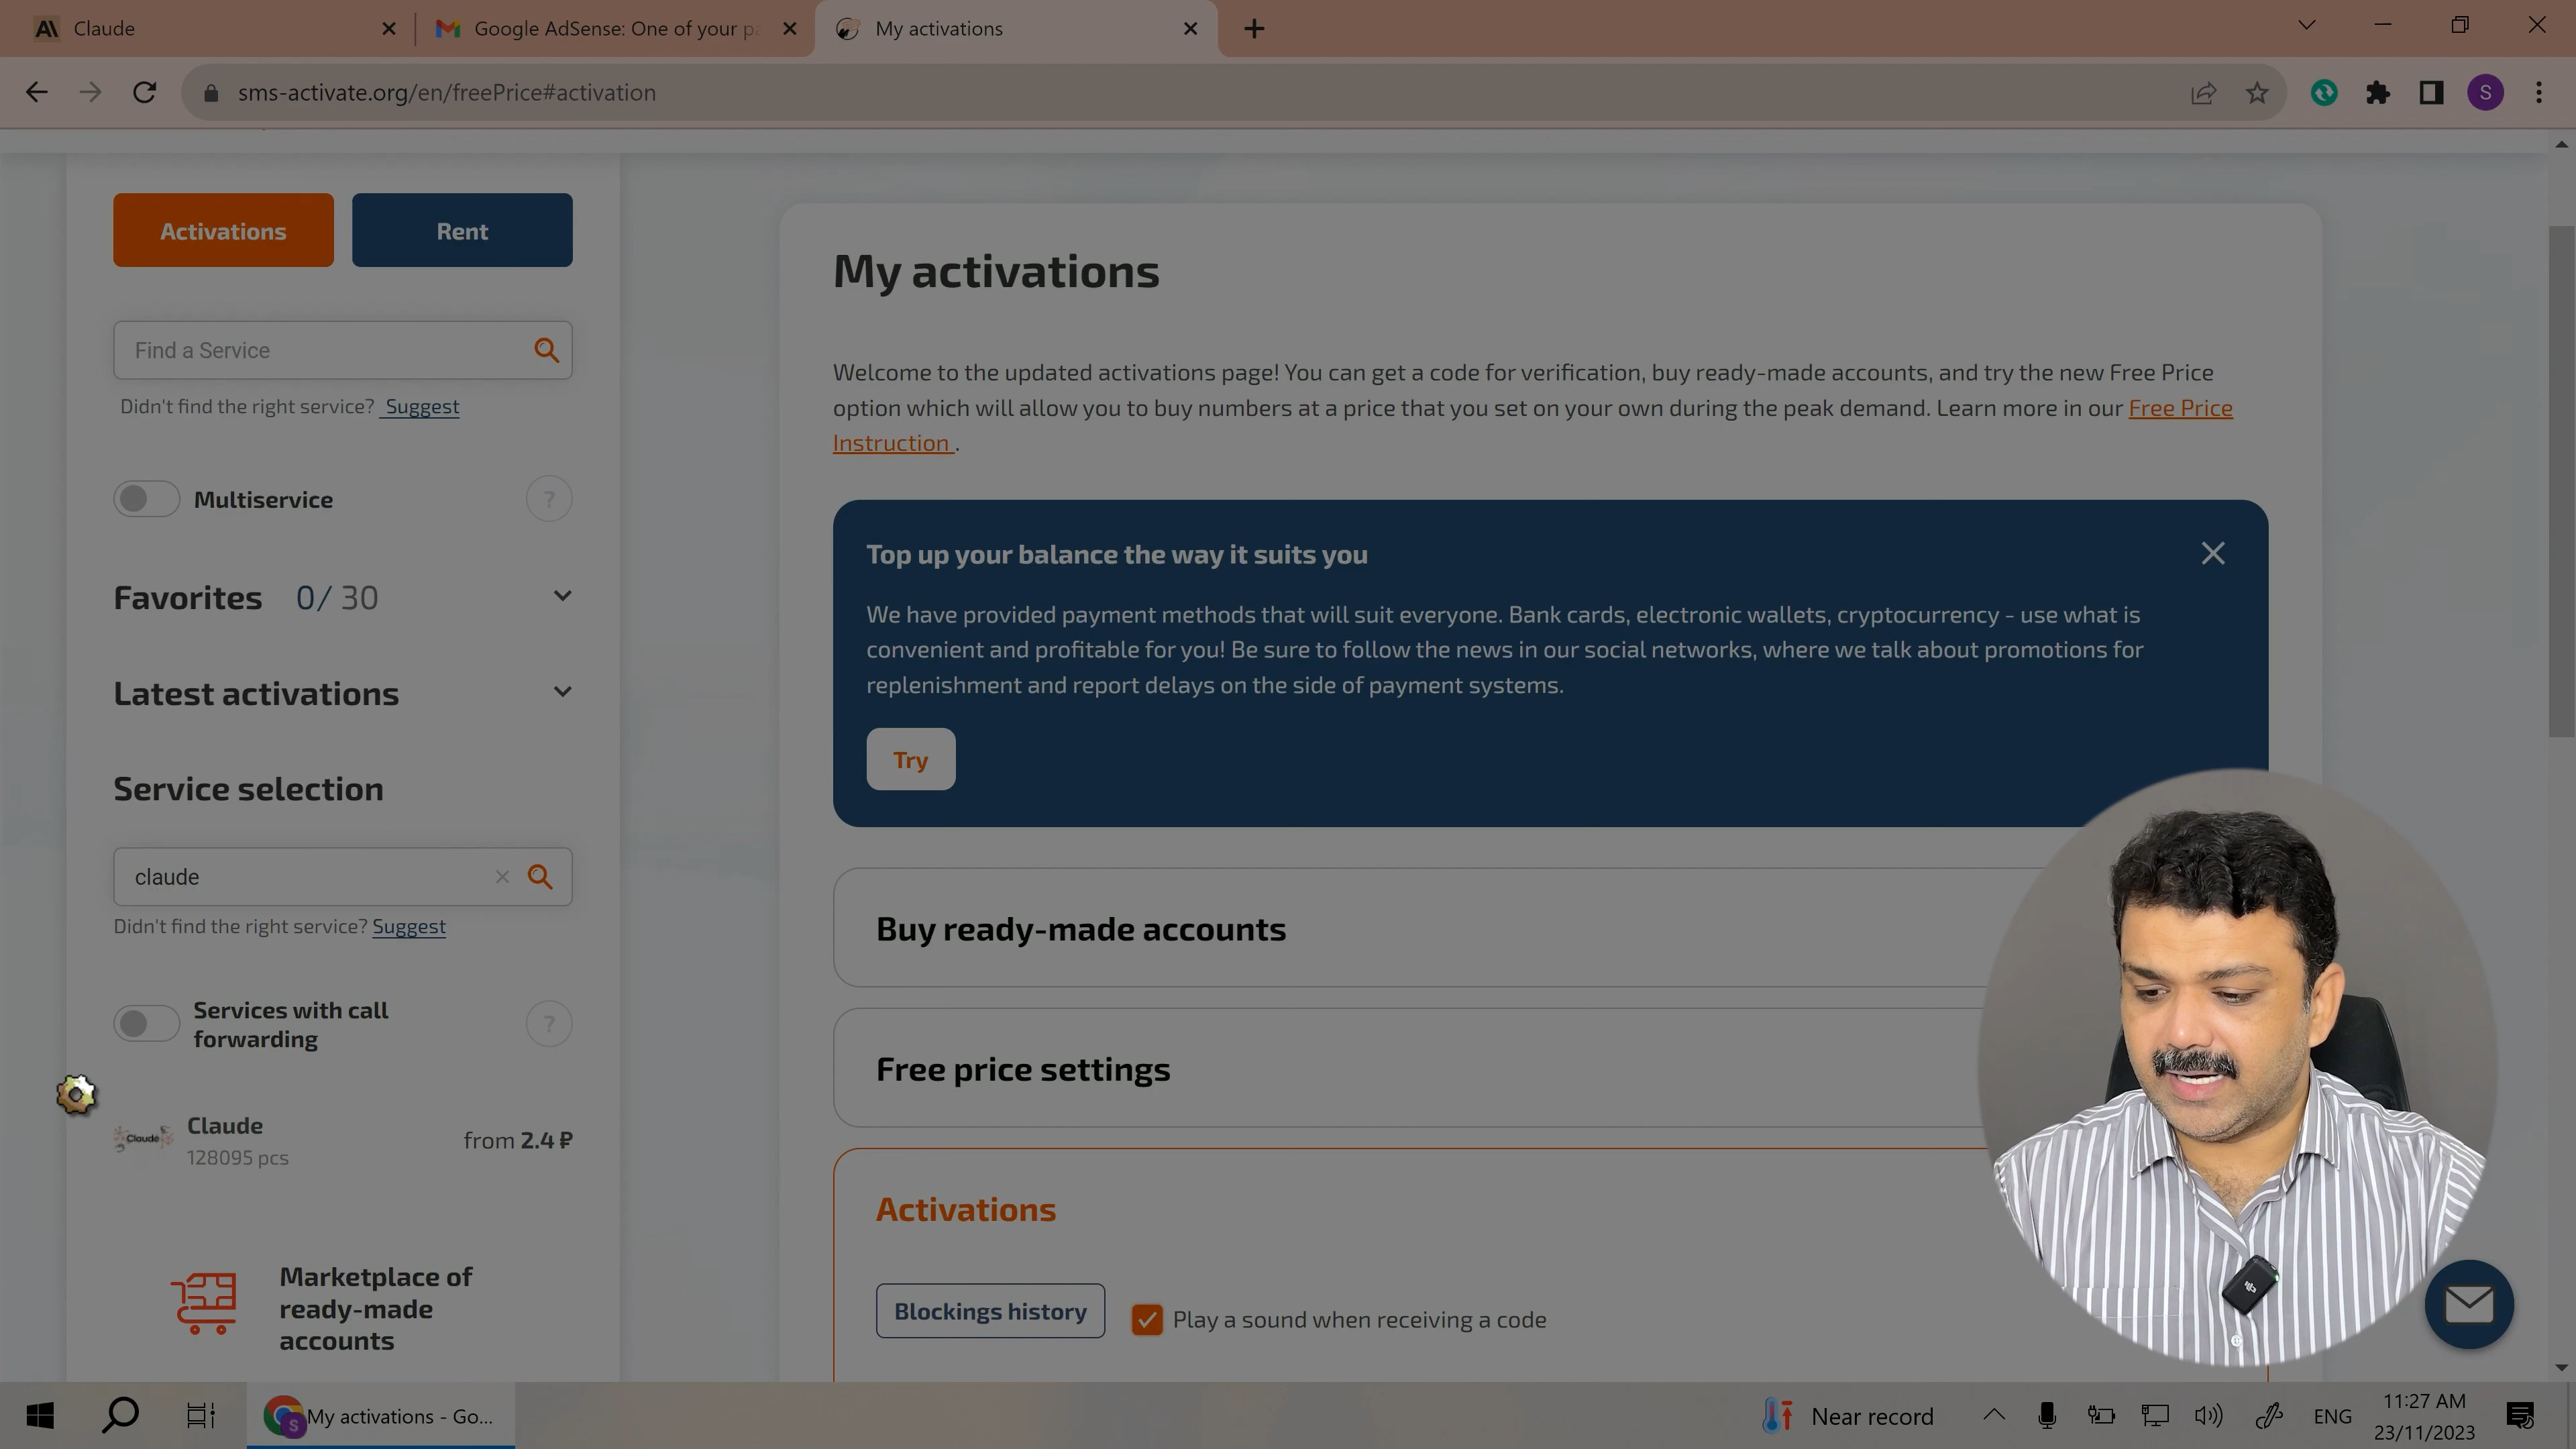 Claude
Google AdSense: One of your pa
My activations
sms-activate.org/en/freePrice#activation
S
Activations
Rent
Find a Service
Didn't find the right service? Suggest
Multiservice
?
Favorites 0/ 30
Latest activations
Service selection
claude
Didn't find the right service? Suggest
Services with call
forwarding
?
Claude
Claude
128095 pcs
from 2.4 ₽
Marketplace of
ready-made
accounts
My activations
Welcome to the updated activations page! You can get a code for verification, buy ready-made accounts, and try the new Free Price
option which will allow you to buy numbers at a price that you set on your own during the peak demand. Learn more in our Free Price
Instruction .
Top up your balance the way it suits you
We have provided payment methods that will suit everyone. Bank cards, electronic wallets, cryptocurrency - use what is
convenient and profitable for you! Be sure to follow the news in our social networks, where we talk about promotions for
replenishment and report delays on the side of payment systems.
Try
Buy ready-made accounts
Free price settings
Activations
Blockings history
Play a sound when receiving a code
S
My activations - Go...
Near record
ENG
11:27 AM
23/11/2023